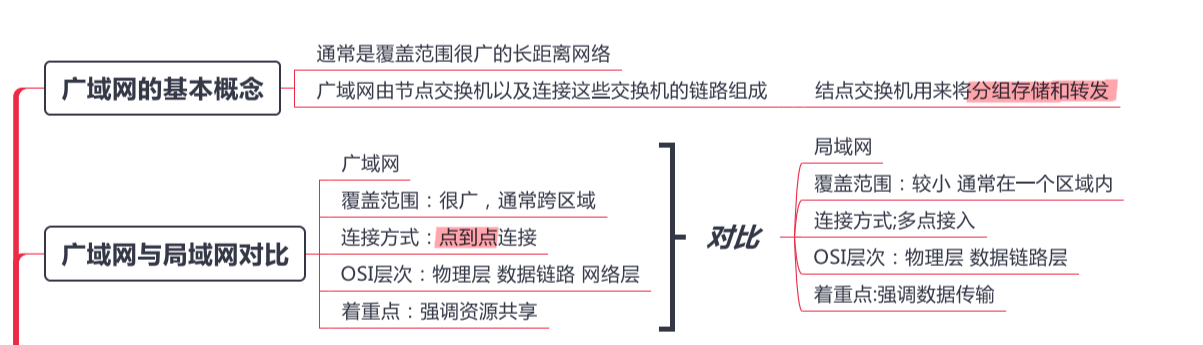 广域网的基本概念
通常是覆盖范围很广的长距离网络
广域网由节点交换机以及连接这些交换机的链路组成
结点交换机用来将分组存储和转发
广域网与局域网对比
广域网
覆盖范围：很广，通常跨区域
连接方式：点到点连接
OSI层次：物理层 数据链路 网络层
着重点：强调资源共享
对比
局域网
覆盖范围：较小 通常在一个区域内
连接方式;多点接入
OSI层次：物理层 数据链路层
着重点:强调数据传输